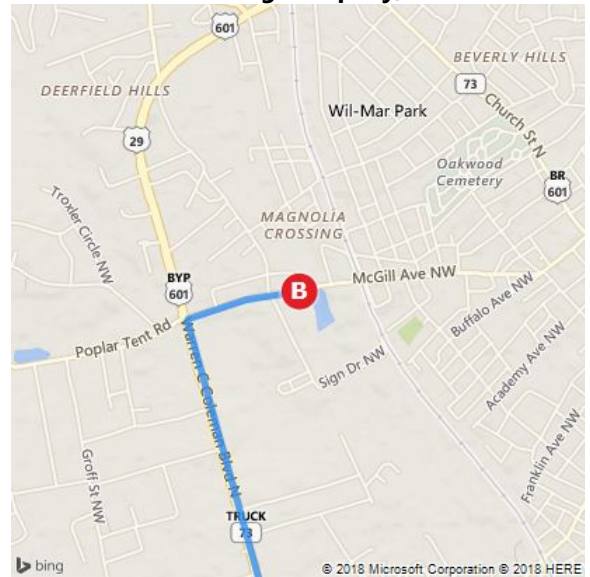 601
BEVERLY HILLS
73
DEERFIELD HILLS
Wil-Mar Park
Church St N
29
Oakwood
Cemetery
BR
601
Troxler Circle NW
MAGNOLIA
CROSSING
BYP
601
B
McGill Ave NW
Poplar Tent Rd
Buffalo Ave NW
Warren C Coleman Blvd N
Sign Dr NW
Academy Ave NW
Groff St NW
Franklin Ave NW
TRUCK
73
bing
© 2018 Microsoft Corporation © 2018 HERE